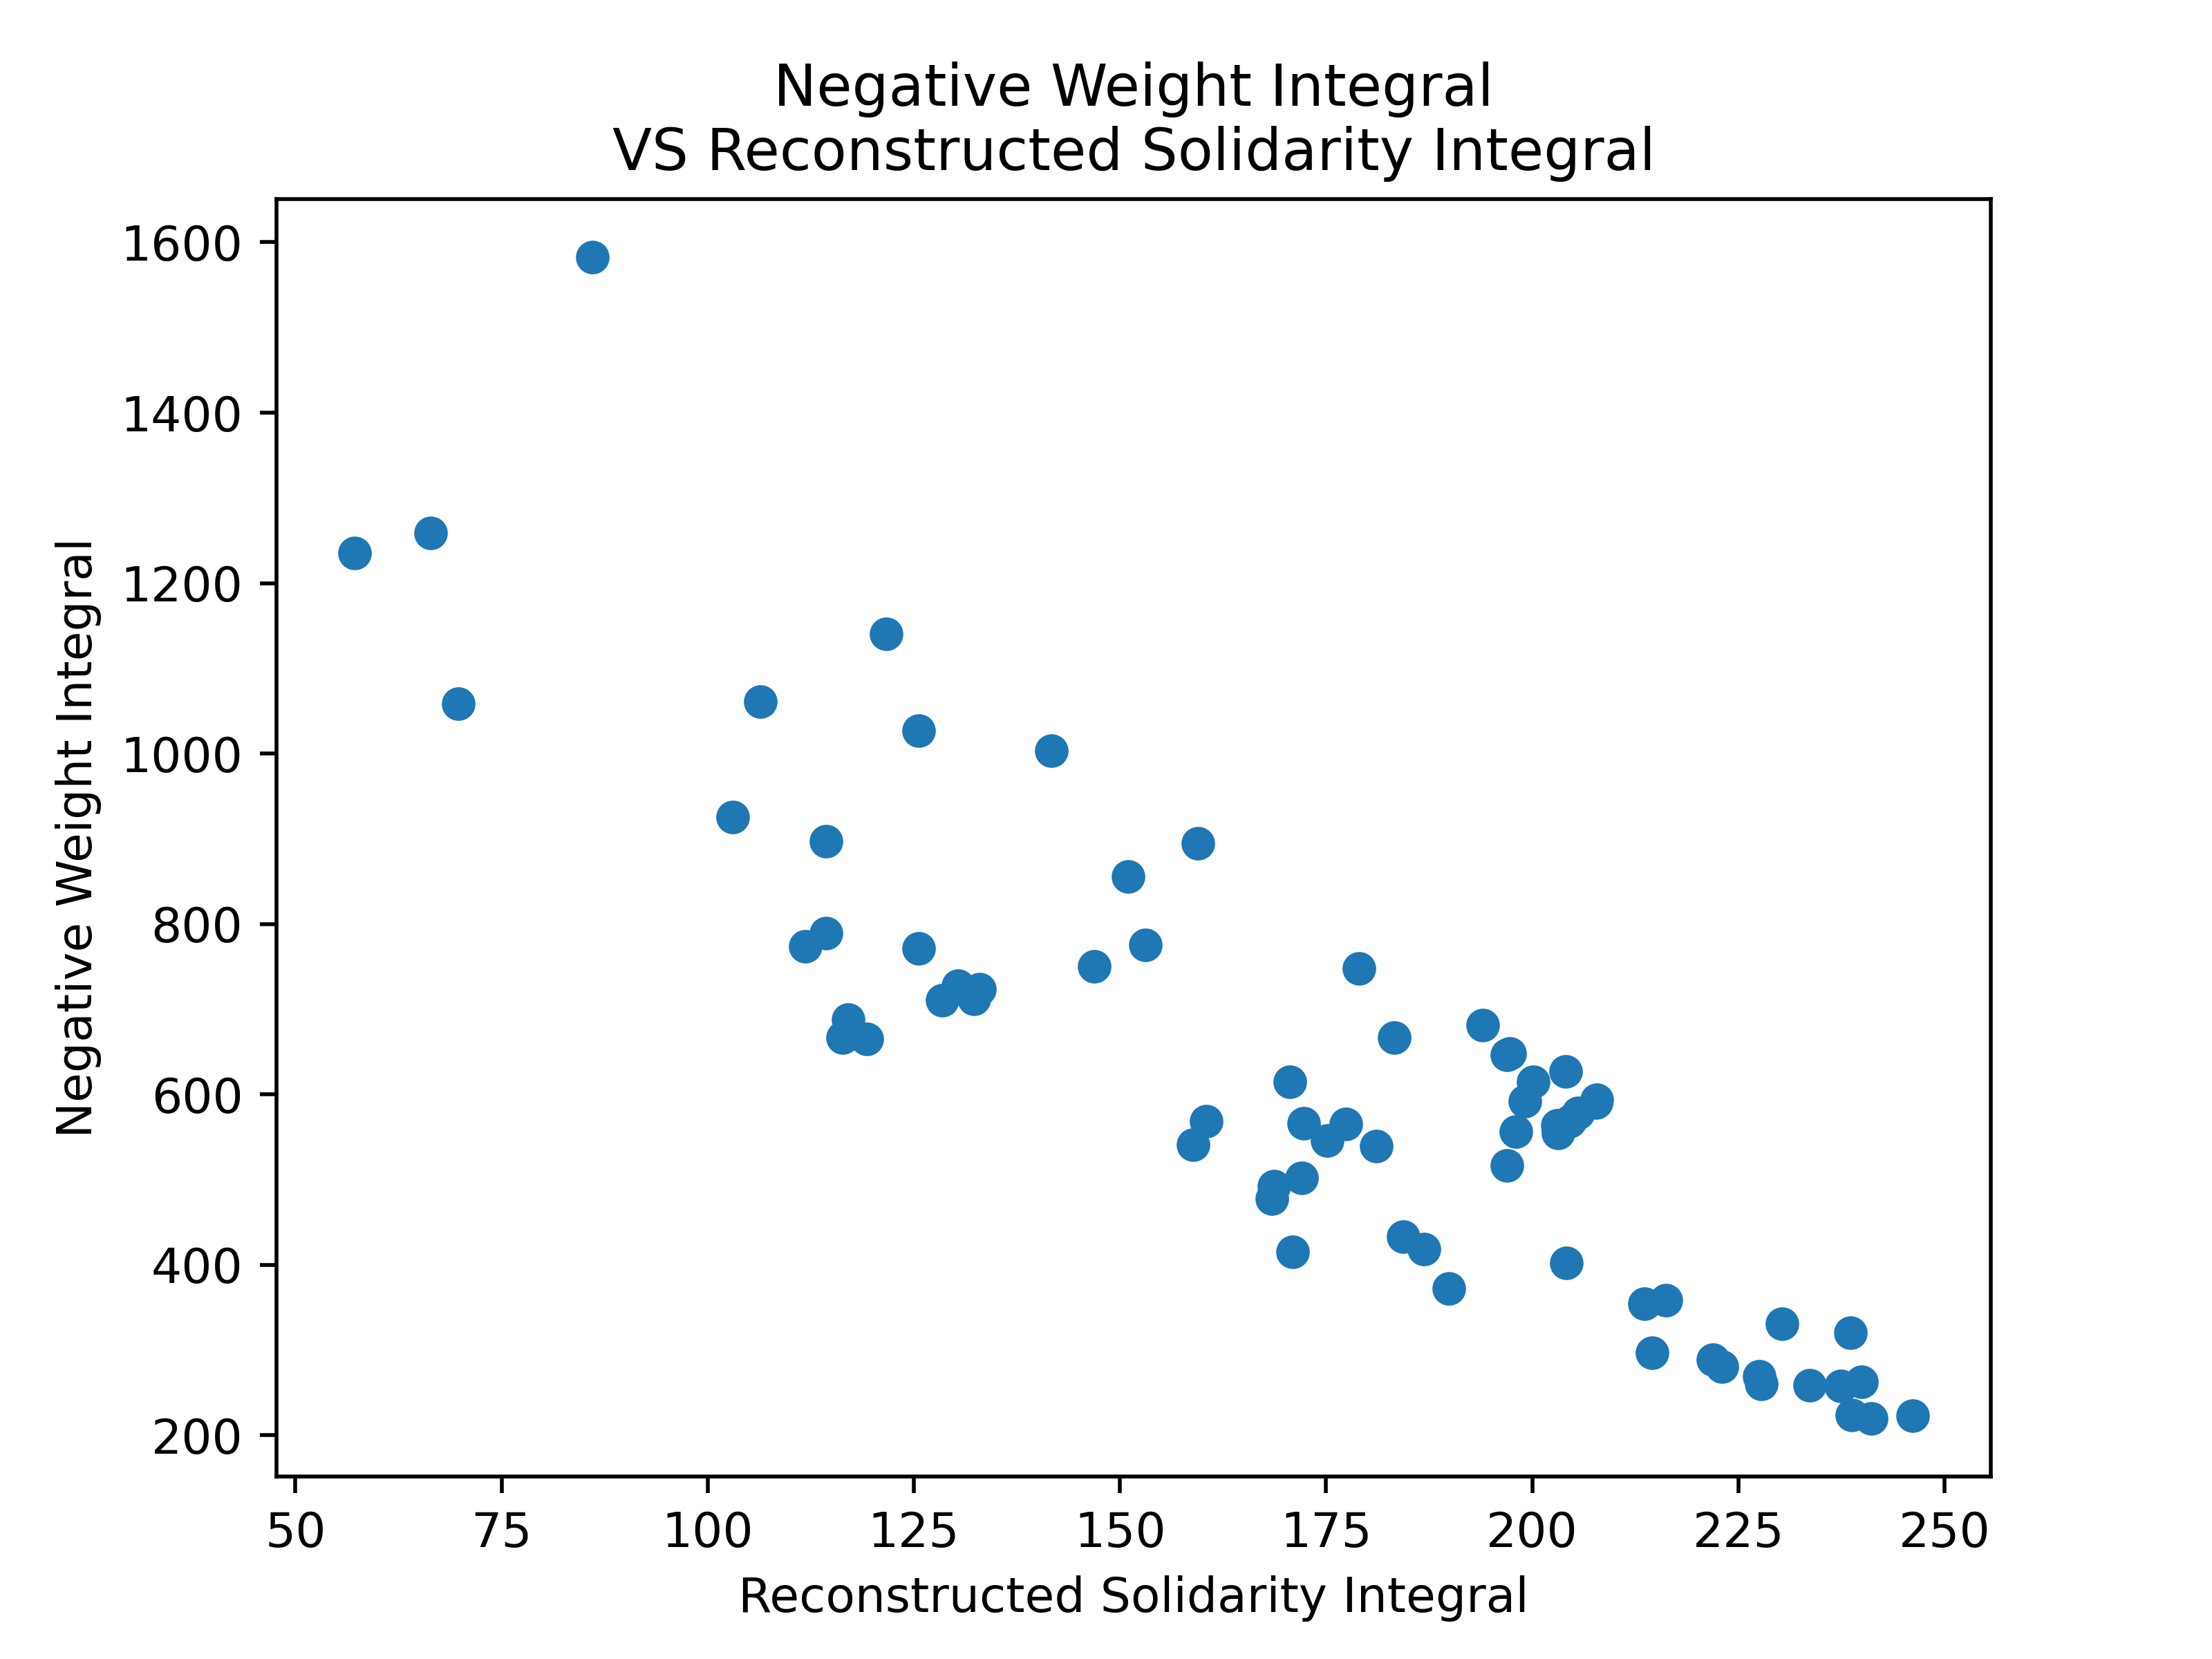 Negative Weight Integral
VS Reconstructed Solidarity Integral
1600
1400
1200
1000
800
600
400
200
Negative Weight Integral
50 75 100 125 150 175 200 225 250
Reconstructed Solidarity Integral